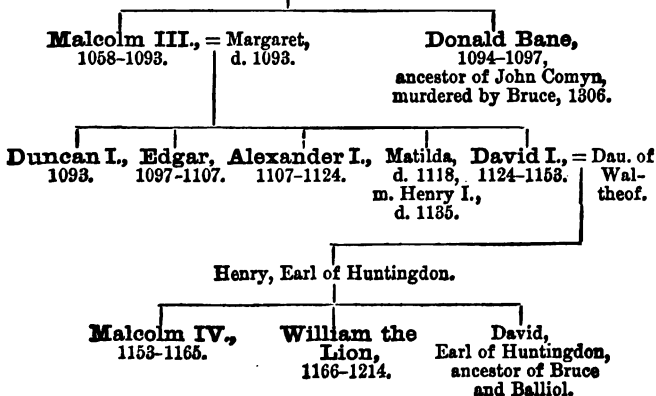 Malcolm III., = Margaret,
1058-1093. d. 1093.
Donald Bane,
1094-1097,
ancestor of John Comyn,
murdered by Bruce, 1306.
Duncan I.,
1093.
Edgar,
1097-1107.
Alexander I.,
1107-1124.
Matilda,
d. 1118,
m. Henry I.,
d. 1135.
David I., = Dau. of
1124-1153. Wal-
theof.
Henry, Earl of Huntingdon.
Malcolm IV.,
1153-1165.
William the
Lion,
1166-1214.
David,
Earl of Huntingdon,
ancestor of Bruce
and Balliol.